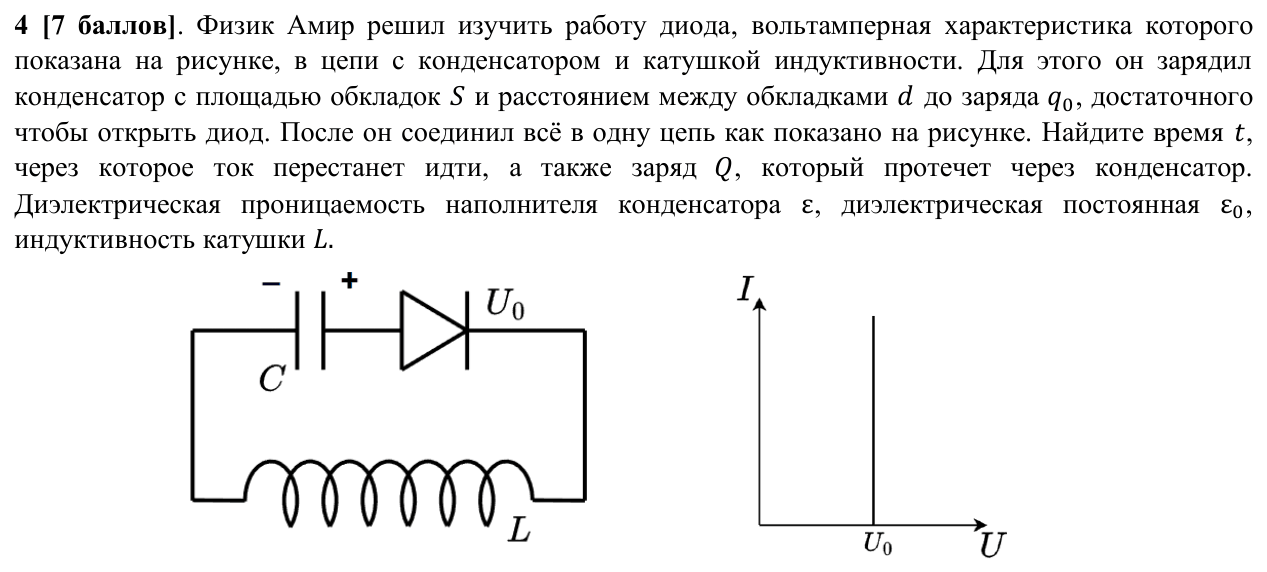 4 [7 баллов]. Физик Амир решил изучить работу диода, вольтамперная характеристика которого
показана на рисунке, в цепи с конденсатором и катушкой индуктивности. Для этого он зарядил
конденсатор с площадью обкладок S и расстоянием между обкладками d до заряда q₀, достаточного
чтобы открыть диод. После он соединил всё в одну цепь как показано на рисунке. Найдите время t,
через которое ток перестанет идти, а также заряд Q, который протечет через конденсатор.
Диэлектрическая проницаемость наполнителя конденсатора ε, диэлектрическая постоянная ε₀,
индуктивность катушки L.
− +
U₀
C
L
I
U₀
U